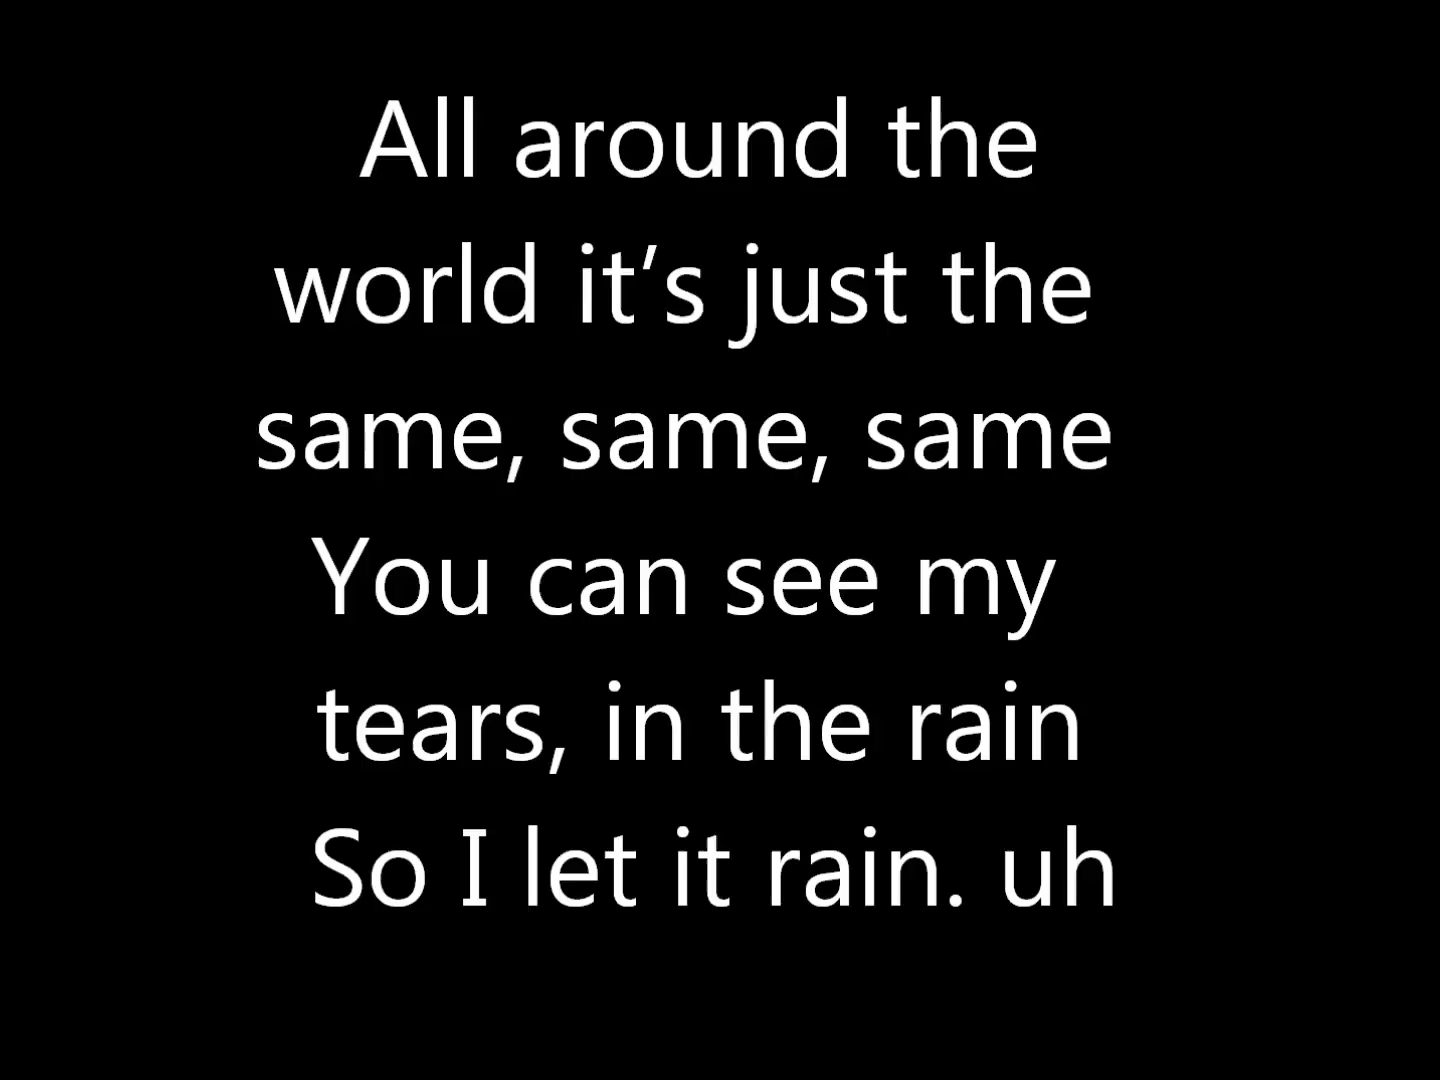 All around the
world it’s just the
same, same, same
You can see my
tears, in the rain
So I let it rain. uh